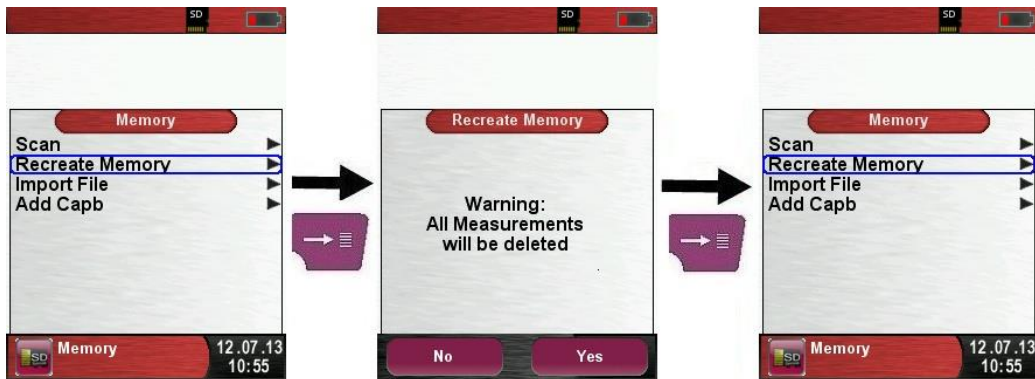 SD
Memory
Scan
Recreate Memory
Import File
Add Capb
SD
Memory
12.07.13
10:55
SD
Recreate Memory
Warning:
All Measurements
will be deleted
No
Yes
SD
Memory
Scan
Recreate Memory
Import File
Add Capb
SD
Memory
12.07.13
10:55